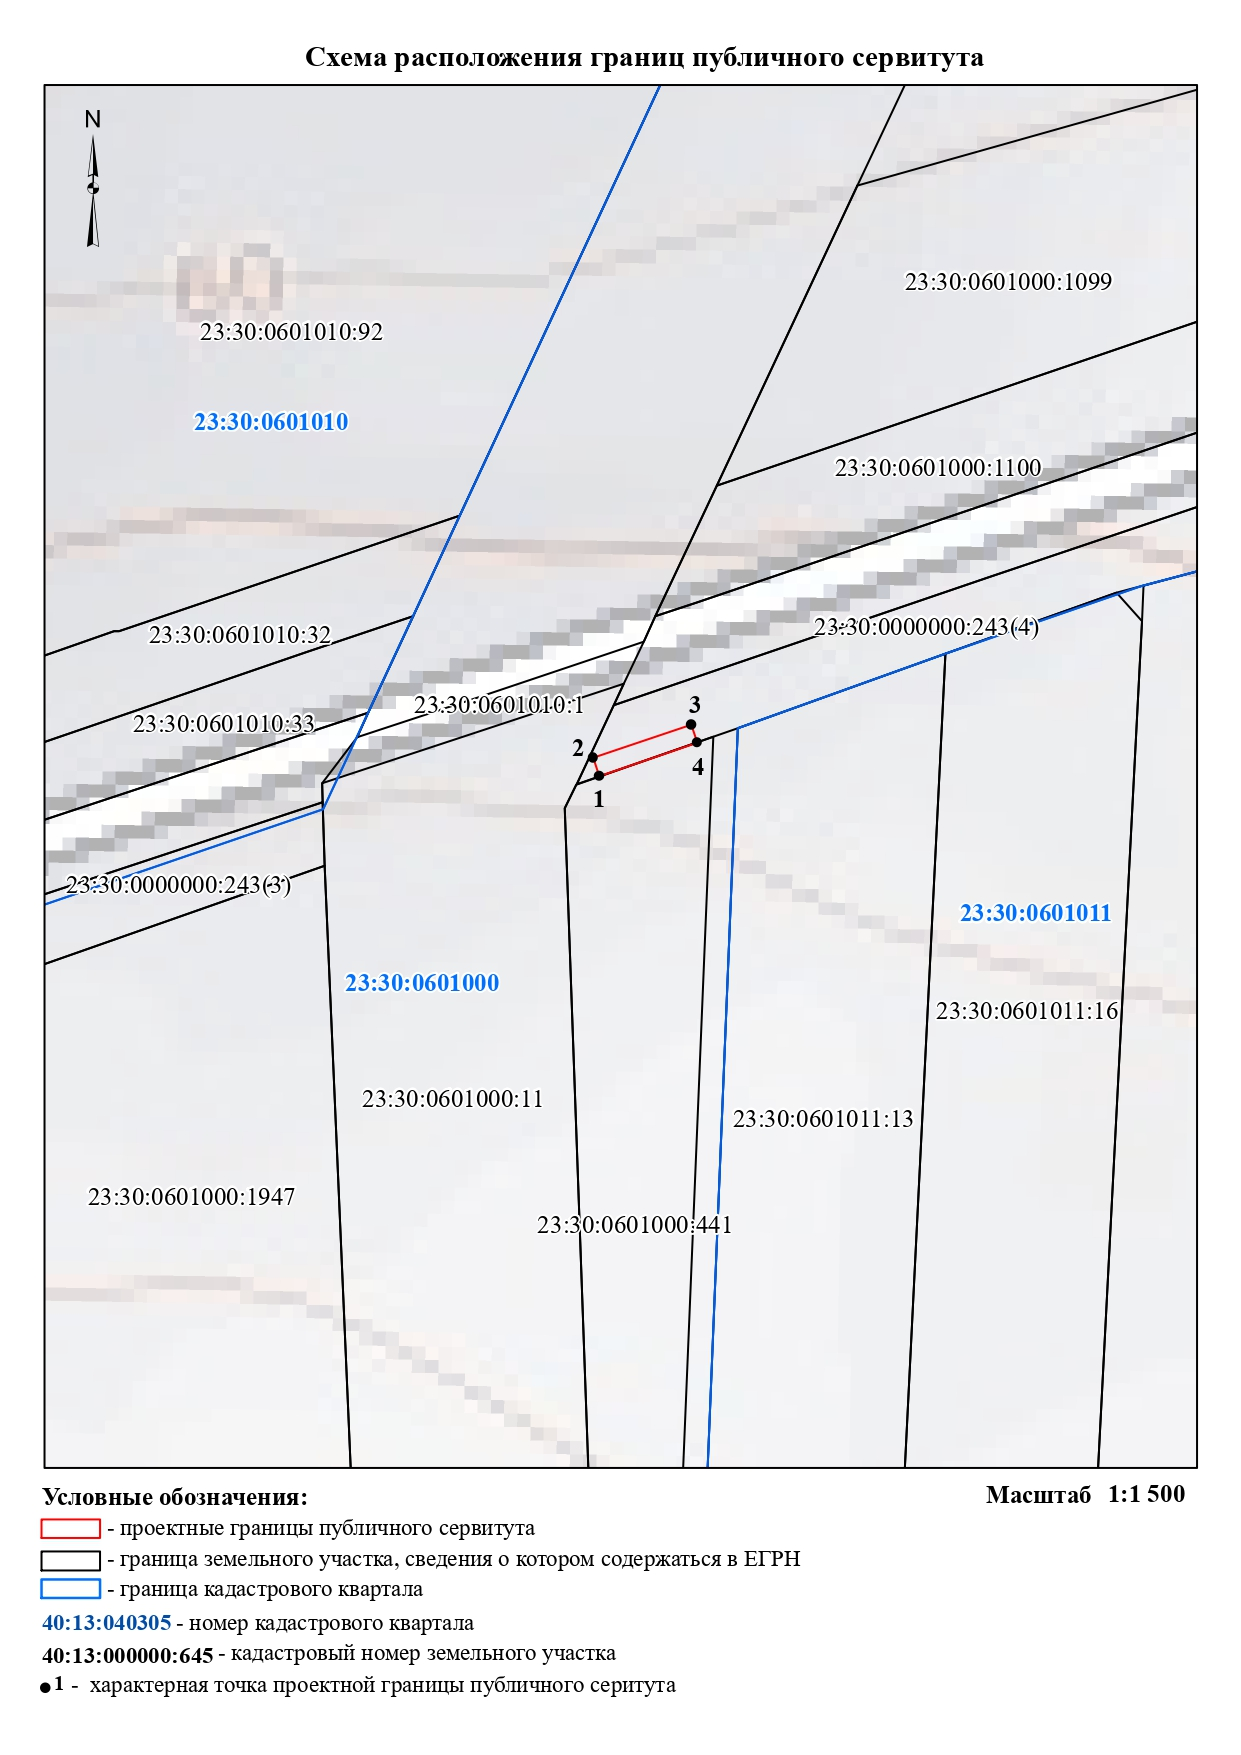 Схема расположения границ публичного сервитута
N
23:30:0601000:1099
23:30:0601010:92
23:30:0601010
23:30:0601000:1100
23:30:0000000:243(4)
23:30:0601010:32
23:30:0601010:1
3
23:30:0601010:33
2
4
1
23:30:0000000:243(3)
23:30:0601011
23:30:0601000
23:30:0601011:16
23:30:0601000:11
23:30:0601011:13
23:30:0601000:1947
23:30:0601000:441
Условные обозначения:
Масштаб 1:1 500
- проектные границы публичного сервитута
- граница земельного участка, сведения о котором содержаться в ЕГРН
- граница кадастрового квартала
40:13:040305 - номер кадастрового квартала
40:13:000000:645 - кадастровый номер земельного участка
1 - характерная точка проектной границы публичного серитута